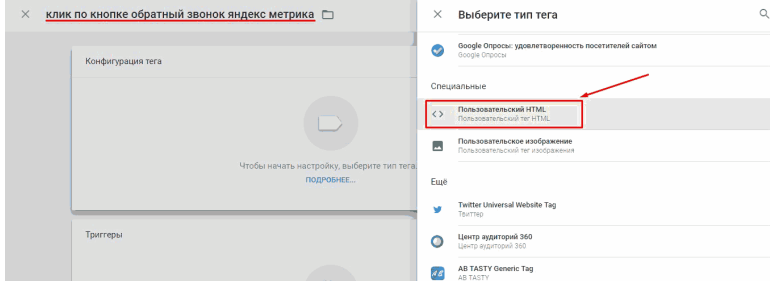 клик по кнопке обратный звонок яндекс метрика
Конфигурация тега
Чтобы начать настройку, выберите тип тега.
ПОДРОБНЕЕ...
Триггеры
Выберите тип тега
Google Опросы: удовлетворенность посетителей сайтом
Google Опросы
Специальные
Пользовательский HTML
Пользовательский тег HTML
Пользовательское изображение
Пользовательский тег изображения
Ещё
Twitter Universal Website Tag
Твиттер
Центр аудиторий 360
Центр аудиторий 360
AB TASTY Generic Tag
AB TASTY